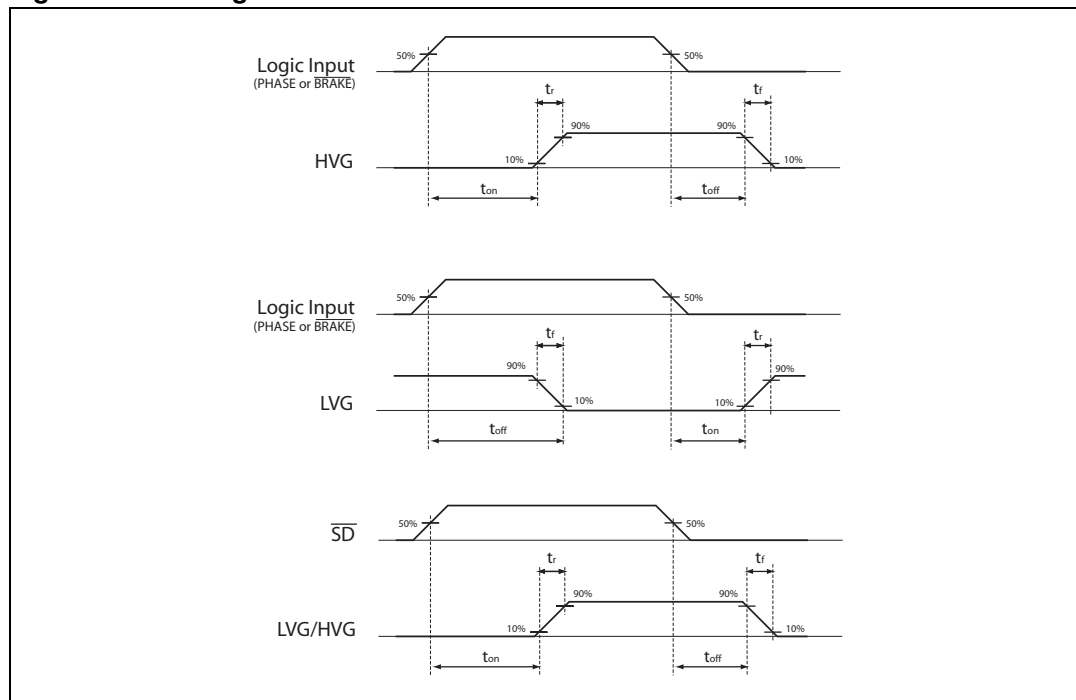 50%
50%
Logic Input
(PHASE or BRAKE)
tr
tf
90%
90%
HVG
10%
10%
ton
toff
50%
50%
Logic Input
(PHASE or BRAKE)
tf
tr
90%
90%
LVG
10%
10%
toff
ton
50%
50%
SD
tr
tf
90%
90%
LVG/HVG
10%
10%
ton
toff